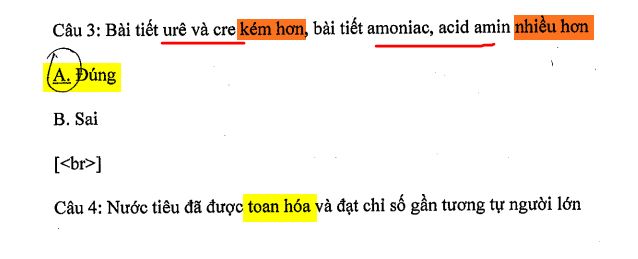 Câu 3: Bài tiết urê và cre kém hơn, bài tiết amoniac, acid amin nhiều hơn
A. Đúng
B. Sai
[<br>]
Câu 4: Nước tiêu đã được toan hóa và đạt chỉ số gần tương tự người lớn